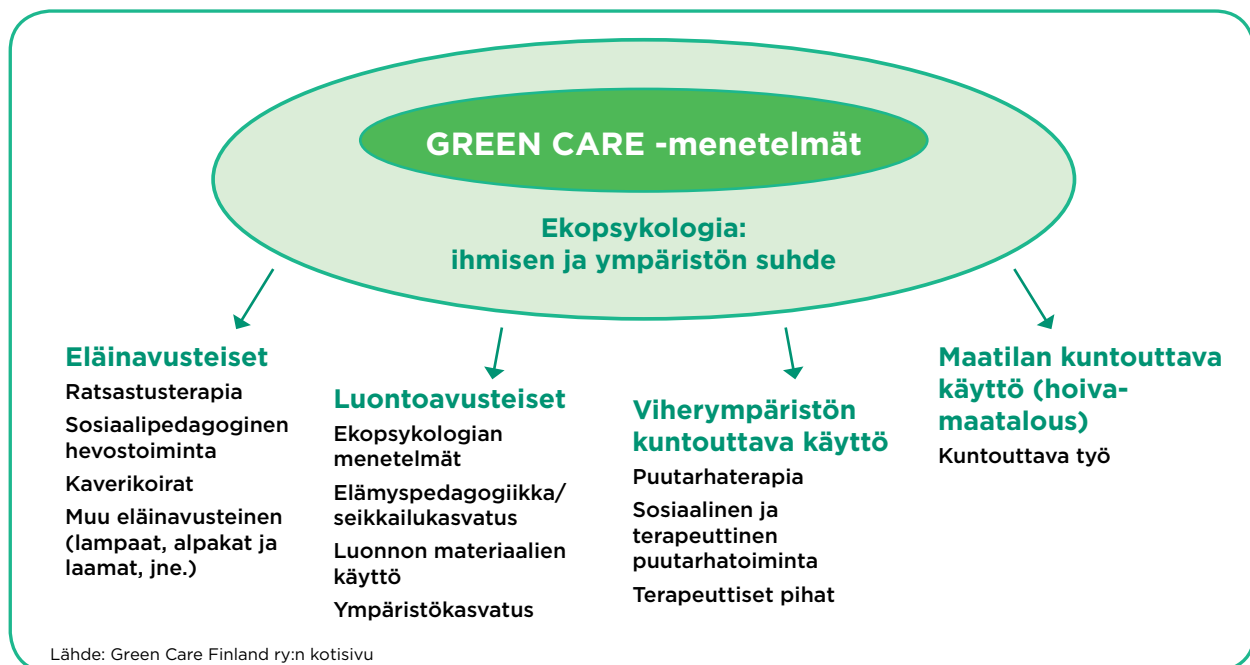 GREEN CARE -menetelmät
Ekopsykologia:
ihmisen ja ympäristön suhde
Eläinavusteiset
Ratsastusterapia
Sosiaalipedagoginen
hevostoiminta
Kaverikoirat
Muu eläinavusteinen
(lampaat, alpakat ja
laamat, jne.)
Luontoavusteiset
Ekopsykologian
menetelmät
Elämyspedagogiikka/
seikkailukasvatus
Luonnon materiaalien
käyttö
Ympäristökasvatus
Viherympäristön
kuntouttava käyttö
Puutarhaterapia
Sosiaalinen ja
terapeuttinen
puutarhatoiminta
Terapeuttiset pihat
Maatilan kuntouttava
käyttö (hoiva-
maatalous)
Kuntouttava työ
Lähde: Green Care Finland ry:n kotisivu